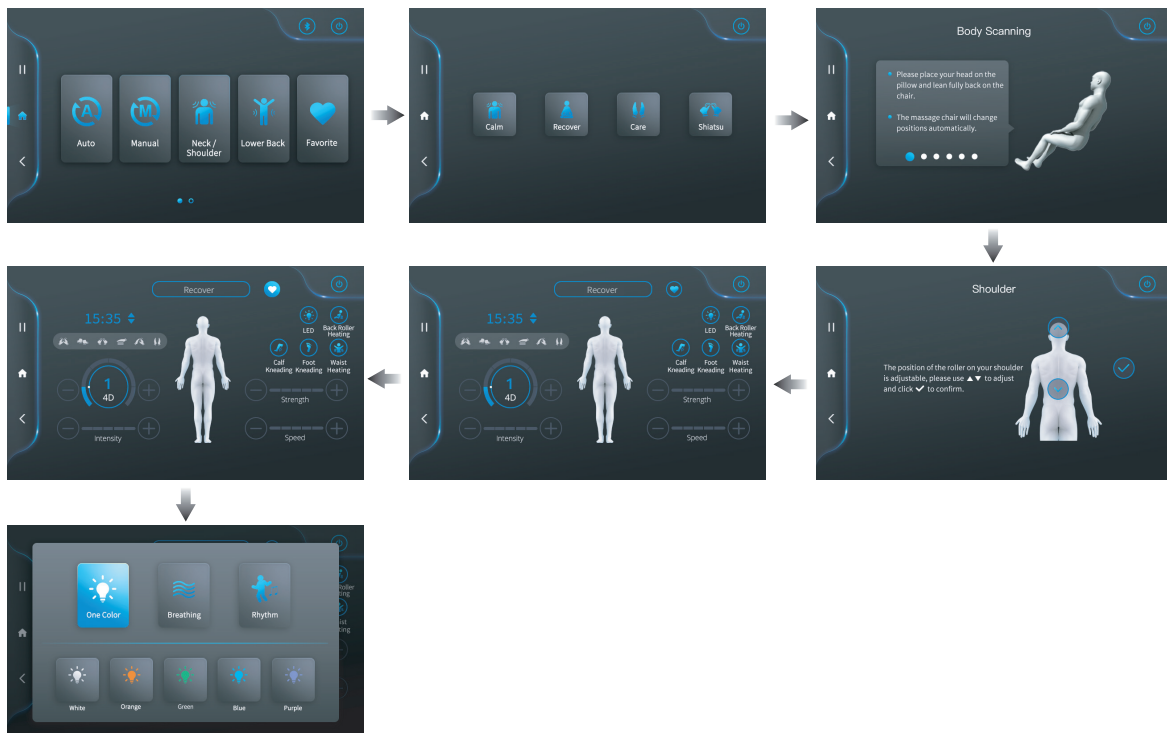 A
Auto
M
Manual
Neck /
Shoulder
Lower Back
Favorite
Calm
Recover
Care
Shiatsu
Body Scanning
Please place your head on the
pillow and lean fully back on the
chair.
The massage chair will change
positions automatically.
Recover
15:35
LED
Back Roller
Heating
Calf
Kneading
Foot
Kneading
Waist
Heating
1
4D
Strength
Intensity
Speed
Recover
15:35
LED
Back Roller
Heating
Calf
Kneading
Foot
Kneading
Waist
Heating
1
4D
Strength
Intensity
Speed
Shoulder
The position of the roller on your shoulder
is adjustable, please use ▲▼ to adjust
and click ✔ to confirm.
One Color
Breathing
Rhythm
Roller
ting
ist
ting
White
Orange
Green
Blue
Purple